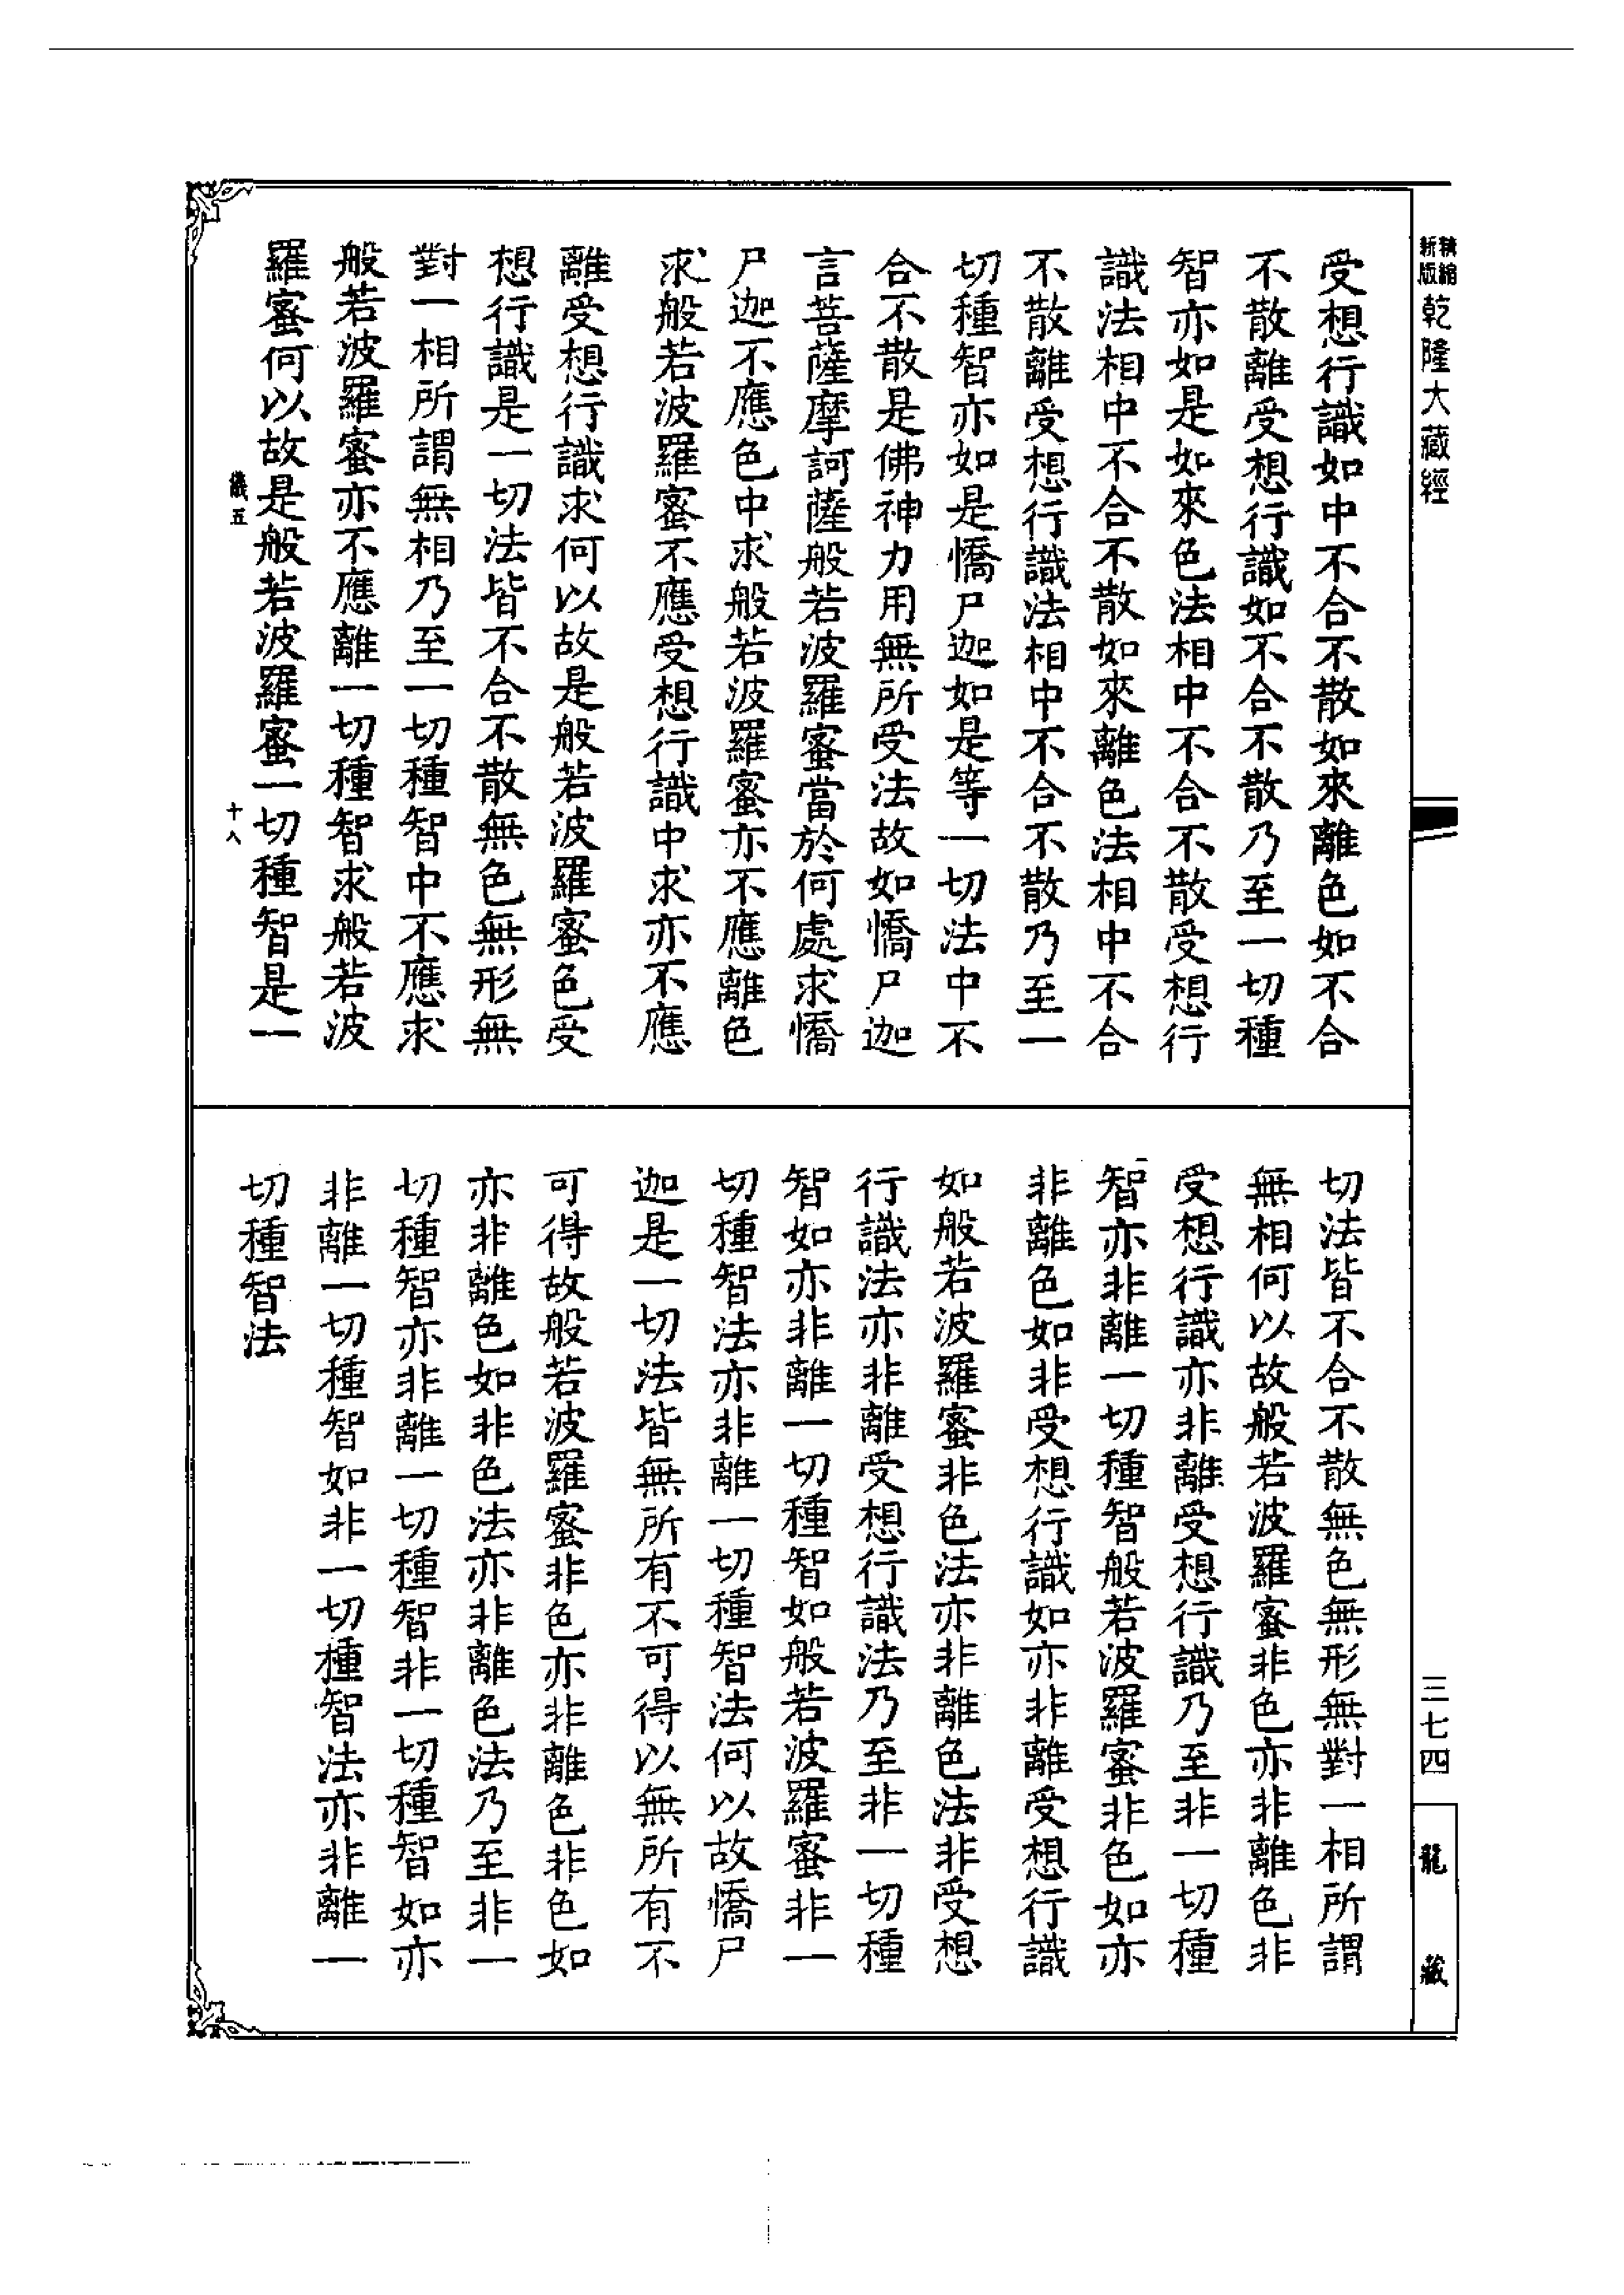 精縮新版乾隆大藏經
受想行識如中不合不散如來離色如不合
不散離受想行識如不合不散乃至一切種
智亦如是如來色法相中不合不散受想行
識法相中不合不散如來離色法相中不合
不散離受想行識法相中不合不散乃至一
切種智亦如是憍尸迦如是等一切法中不
合不散是佛神力用無所受法故如憍尸迦
言菩薩摩訶薩般若波羅蜜當於何處求憍
尸迦不應色中求般若波羅蜜亦不應離色
求般若波羅蜜不應受想行識中求亦不應
離受想行識求何以故是般若波羅蜜色受
想行識是一切法皆不合不散無色無形無
對一相所謂無相乃至一切種智中不應求
般若波羅蜜亦不應離一切種智求般若波
羅蜜何以故是般若波羅蜜一切種智是一
儀五
十八
切法皆不合不散無色無形無對一相所謂
無相何以故般若波羅蜜非色亦非離色非
受想行識亦非離受想行識乃至非一切種
智亦非離一切種智般若波羅蜜非色如亦
非離色如非受想行識如亦非離受想行識
如般若波羅蜜非色法亦非離色法非受想
行識法亦非離受想行識法乃至非一切種
智如亦非離一切種智如般若波羅蜜非一
切種智法亦非離一切種智法何以故憍尸
迦是一切法皆無所有不可得以無所有不
可得故般若波羅蜜非色亦非離色非色如
亦非離色如非色法亦非離色法乃至非一
切種智亦非離一切種智非一切種智如亦
非離一切種智如非一切種智法亦非離一
切種智法
三七四
龍藏